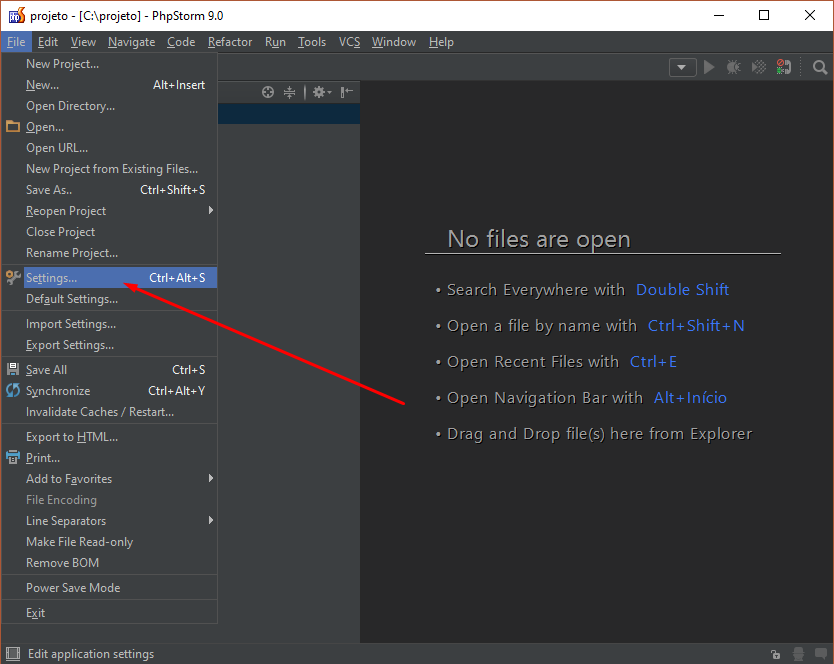 projeto - [C:\projeto] - PhpStorm 9.0
File Edit View Navigate Code Refactor Run Tools VCS Window Help
New Project...
New... Alt+Insert
Open Directory...
Open...
Open URL...
New Project from Existing Files...
Save As.. Ctrl+Shift+S
Reopen Project
Close Project
Rename Project...
Settings... Ctrl+Alt+S
Default Settings...
Import Settings...
Export Settings...
Save All Ctrl+S
Synchronize Ctrl+Alt+Y
Invalidate Caches / Restart...
Export to HTML...
Print...
Add to Favorites
File Encoding
Line Separators
Make File Read-only
Remove BOM
Power Save Mode
Exit
No files are open
• Search Everywhere with Double Shift
• Open a file by name with Ctrl+Shift+N
• Open Recent Files with Ctrl+E
• Open Navigation Bar with Alt+Início
• Drag and Drop file(s) here from Explorer
Edit application settings